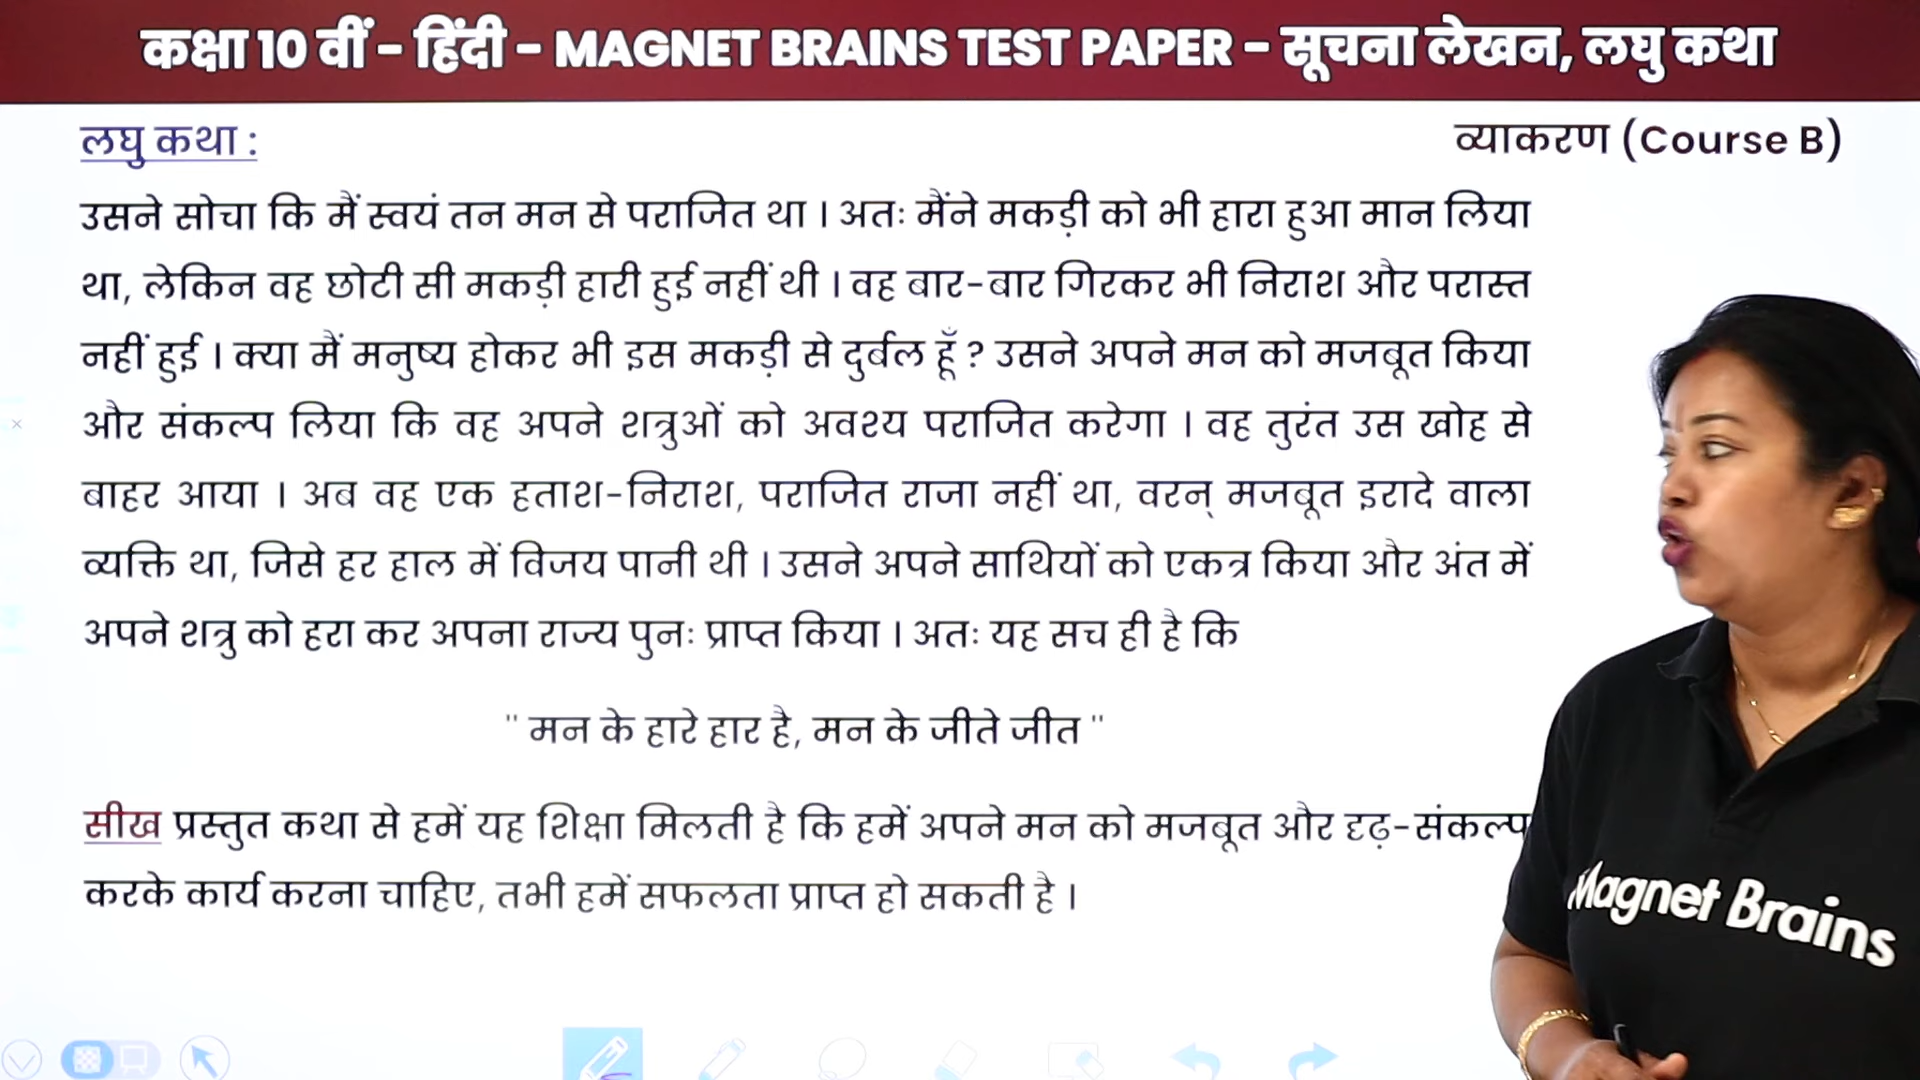 कक्षा 10 वीं - हिंदी - MAGNET BRAINS TEST PAPER - सूचना लेखन, लघु कथा
लघु कथा :
व्याकरण (Course B)
उसने सोचा कि मैं स्वयं तन मन से पराजित था । अतः मैंने मकड़ी को भी हारा हुआ मान लिया
था, लेकिन वह छोटी सी मकड़ी हारी हुई नहीं थी । वह बार-बार गिरकर भी निराश और परास्त
नहीं हुई । क्या मैं मनुष्य होकर भी इस मकड़ी से दुर्बल हूँ ? उसने अपने मन को मजबूत किया
और संकल्प लिया कि वह अपने शत्रुओं को अवश्य पराजित करेगा । वह तुरंत उस खोह से
बाहर आया । अब वह एक हताश-निराश, पराजित राजा नहीं था, वरन् मजबूत इरादे वाला
व्यक्ति था, जिसे हर हाल में विजय पानी थी । उसने अपने साथियों को एकत्र किया और अंत में
अपने शत्रु को हरा कर अपना राज्य पुनः प्राप्त किया । अतः यह सच ही है कि
" मन के हारे हार है, मन के जीते जीत "
सीख प्रस्तुत कथा से हमें यह शिक्षा मिलती है कि हमें अपने मन को मजबूत और दृढ़-संकल्प
करके कार्य करना चाहिए, तभी हमें सफलता प्राप्त हो सकती है ।
Magnet Brains